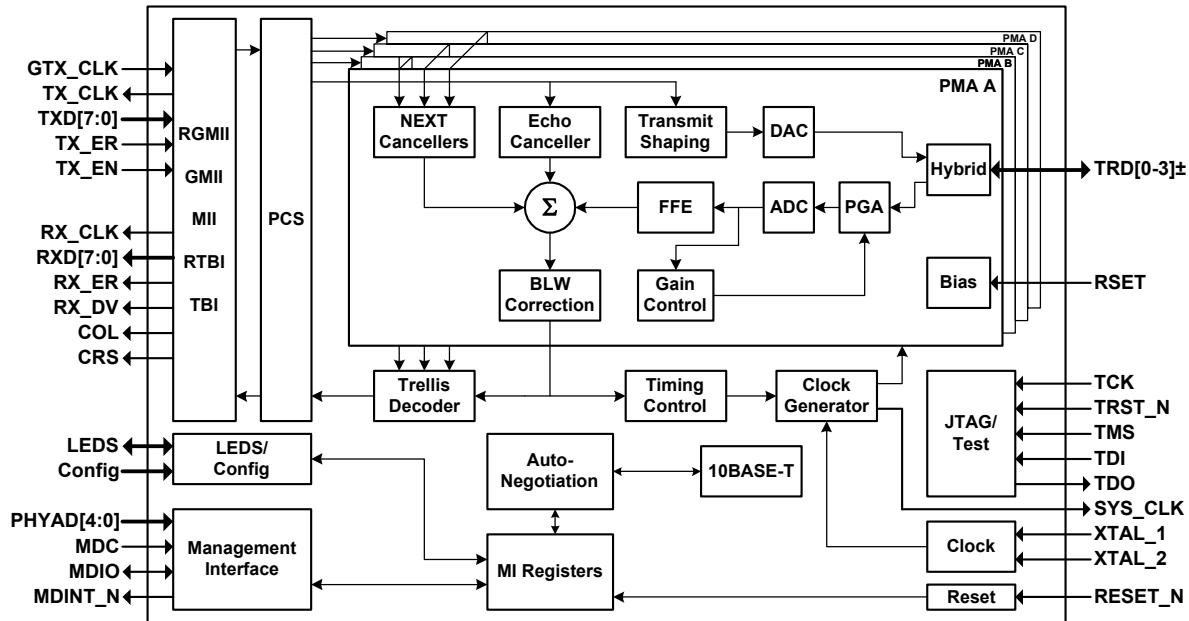 PMA D
PMA C
PMA B
PMA A
GTX_CLK
TX_CLK
TXD[7:0]
TX_ER
TX_EN
RX_CLK
RXD[7:0]
RX_ER
RX_DV
COL
CRS
RGMII
GMII
MII
RTBI
TBI
PCS
NEXT
Cancellers
Echo
Canceller
Transmit
Shaping
DAC
Hybrid
TRD[0-3]±
Σ
FFE
ADC
PGA
BLW
Correction
Gain
Control
Bias
RSET
Trellis
Decoder
Timing
Control
Clock
Generator
JTAG/
Test
TCK
TRST_N
TMS
TDI
TDO
SYS_CLK
LEDS
Config
LEDS/
Config
Auto-
Negotiation
10BASE-T
PHYAD[4:0]
MDC
MDIO
MDINT_N
Management
Interface
MI Registers
Clock
XTAL_1
XTAL_2
Reset
RESET_N